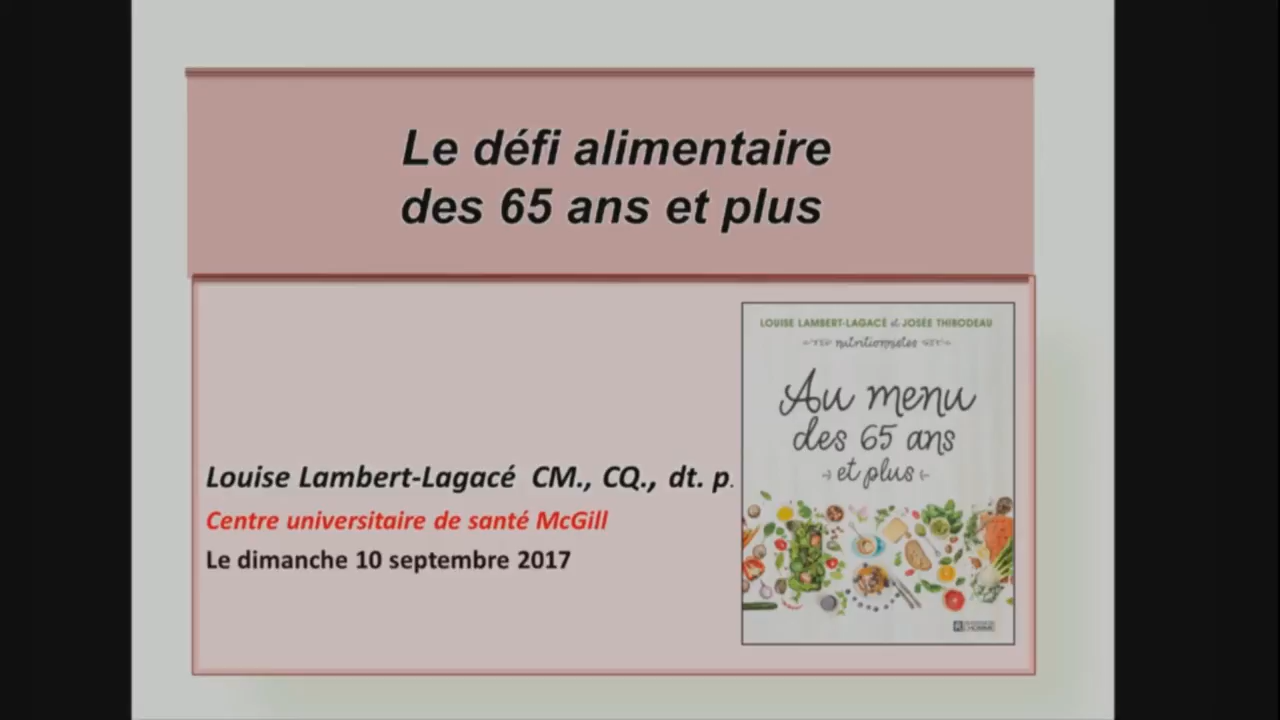 Le défi alimentaire
des 65 ans et plus
Louise Lambert-Lagacé CM., CQ., dt. p.
Centre universitaire de santé McGill
Le dimanche 10 septembre 2017
LOUISE LAMBERT-LAGACÉ et JOSÉE THIBODEAU
nutritionnistes
Au menu
des 65 ans
et plus
L'HOMME